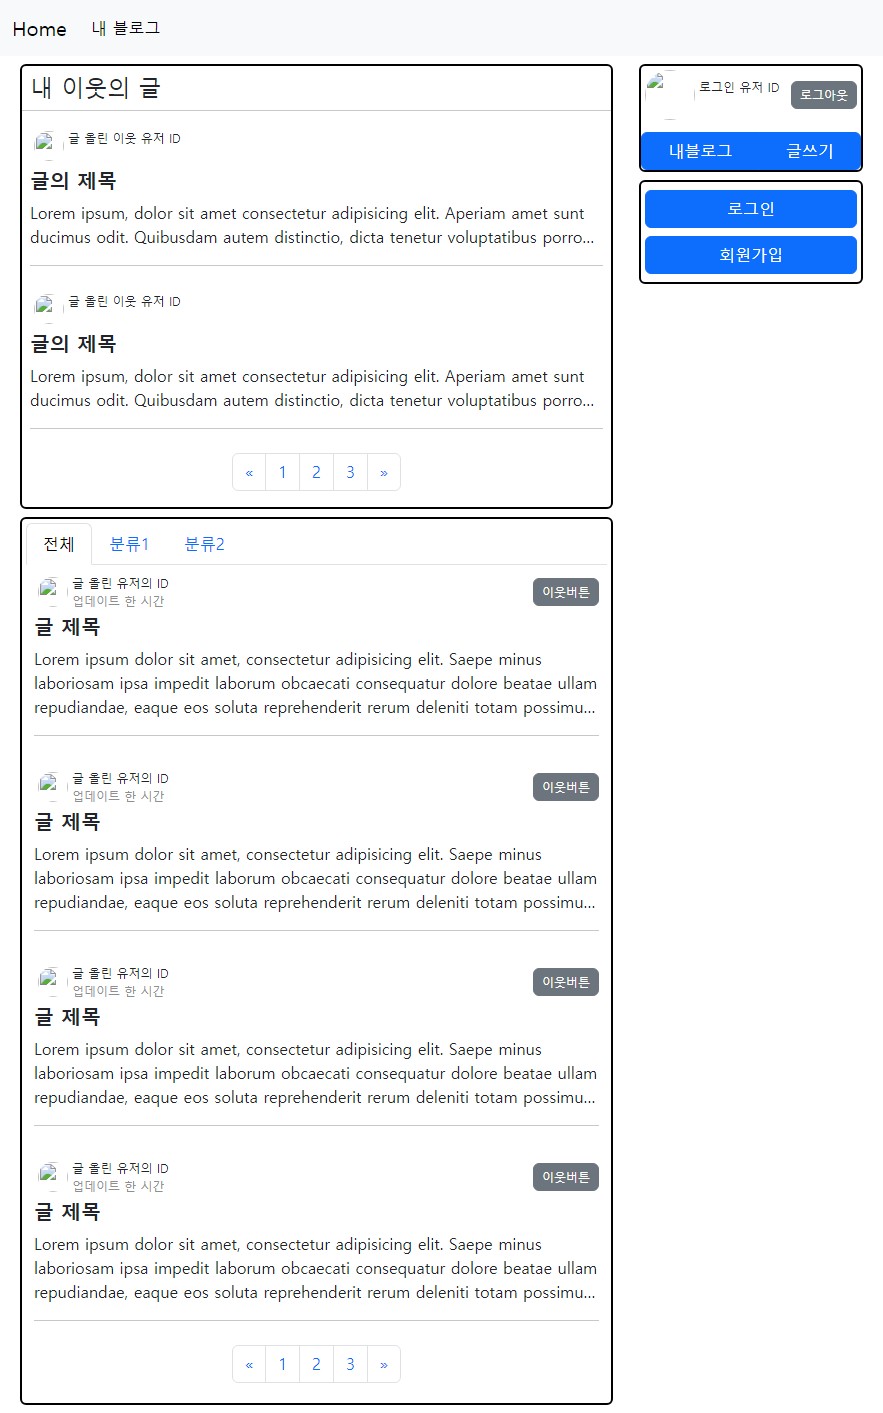 Home 내 블로그
내 이웃의 글
글 올린 이웃 유저 ID
글의 제목
Lorem ipsum, dolor sit amet consectetur adipisicing elit. Aperiam amet sunt
ducimus odit. Quibusdam autem distinctio, dicta tenetur voluptatibus porro...
글 올린 이웃 유저 ID
글의 제목
Lorem ipsum, dolor sit amet consectetur adipisicing elit. Aperiam amet sunt
ducimus odit. Quibusdam autem distinctio, dicta tenetur voluptatibus porro...
« 1 2 3 »
전체 분류1 분류2
글 올린 유저의 ID
업데이트 한 시간
이웃버튼
글 제목
Lorem ipsum dolor sit amet, consectetur adipisicing elit. Saepe minus
laboriosam ipsa impedit laborum obcaecati consequatur dolore beatae ullam
repudiandae, eaque eos soluta reprehenderit rerum deleniti totam possimu...
글 올린 유저의 ID
업데이트 한 시간
이웃버튼
글 제목
Lorem ipsum dolor sit amet, consectetur adipisicing elit. Saepe minus
laboriosam ipsa impedit laborum obcaecati consequatur dolore beatae ullam
repudiandae, eaque eos soluta reprehenderit rerum deleniti totam possimu...
글 올린 유저의 ID
업데이트 한 시간
이웃버튼
글 제목
Lorem ipsum dolor sit amet, consectetur adipisicing elit. Saepe minus
laboriosam ipsa impedit laborum obcaecati consequatur dolore beatae ullam
repudiandae, eaque eos soluta reprehenderit rerum deleniti totam possimu...
글 올린 유저의 ID
업데이트 한 시간
이웃버튼
글 제목
Lorem ipsum dolor sit amet, consectetur adipisicing elit. Saepe minus
laboriosam ipsa impedit laborum obcaecati consequatur dolore beatae ullam
repudiandae, eaque eos soluta reprehenderit rerum deleniti totam possimu...
« 1 2 3 »
로그인 유저 ID 로그아웃
내블로그 글쓰기
로그인
회원가입